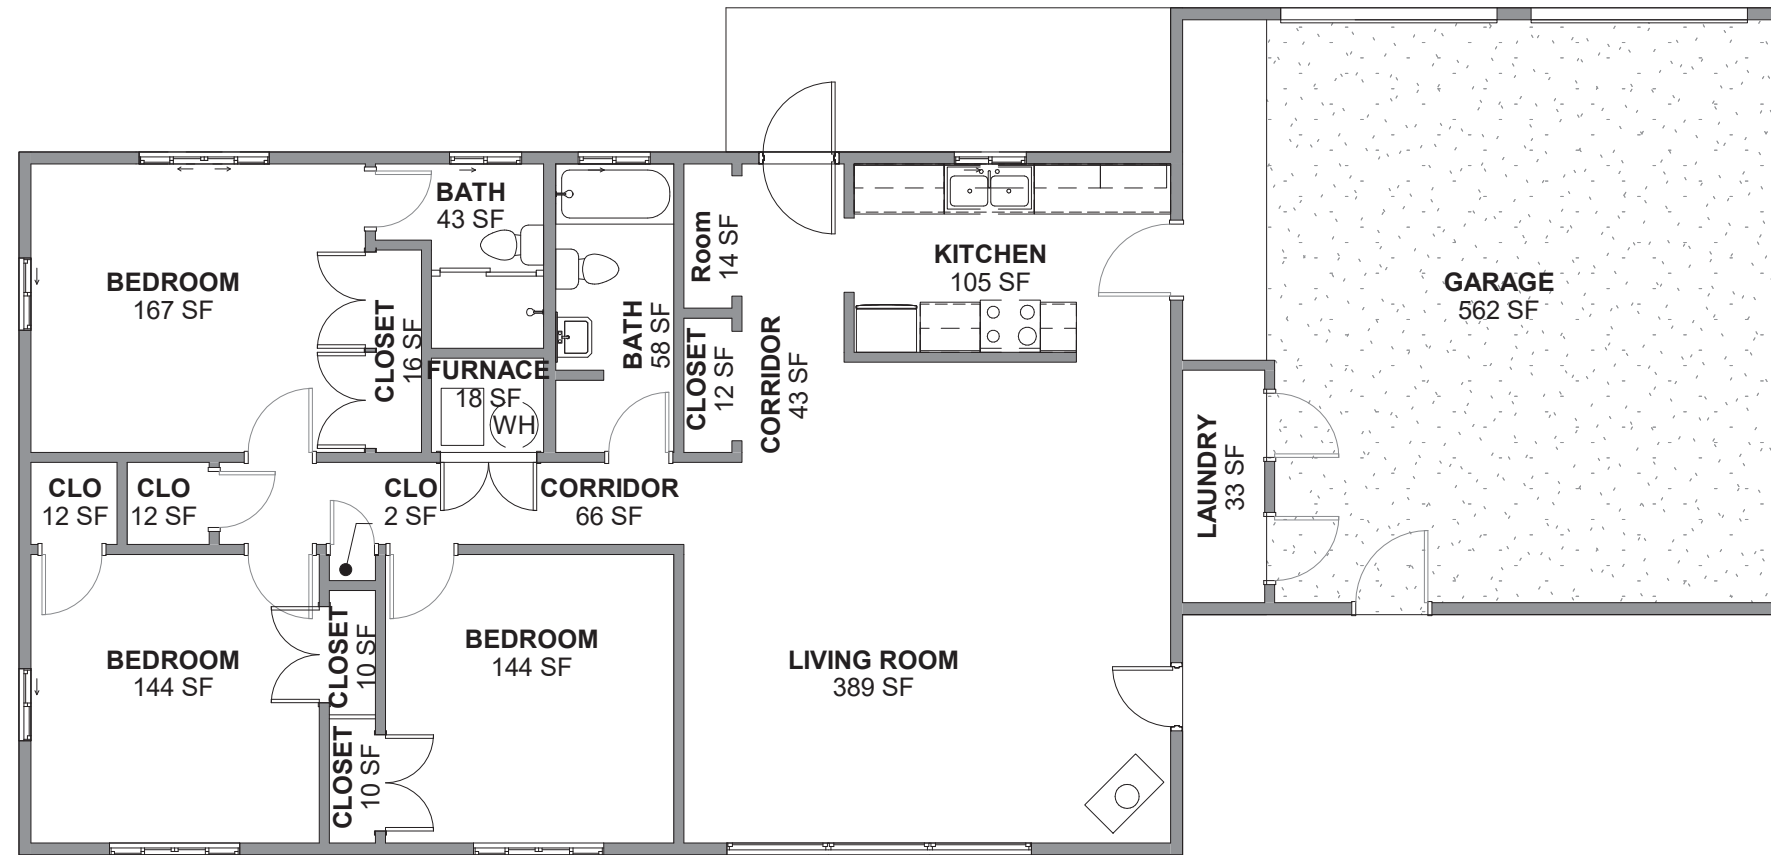 BATH
43 SF
BEDROOM
167 SF
CLOSET
16 SF
FURNACE
18 SF
WH
BATH
58 SF
Room
14 SF
CLOSET
12 SF
CORRIDOR
43 SF
KITCHEN
105 SF
GARAGE
562 SF
LAUNDRY
33 SF
CLO
12 SF
CLO
12 SF
CLO
2 SF
CORRIDOR
66 SF
BEDROOM
144 SF
CLOSET
10 SF
CLOSET
10 SF
BEDROOM
144 SF
LIVING ROOM
389 SF